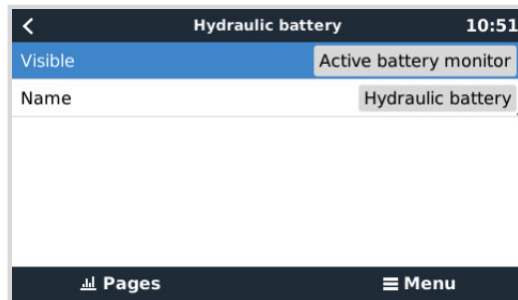 Hydraulic battery 10:51
Visible Active battery monitor
Name Hydraulic battery
Pages Menu